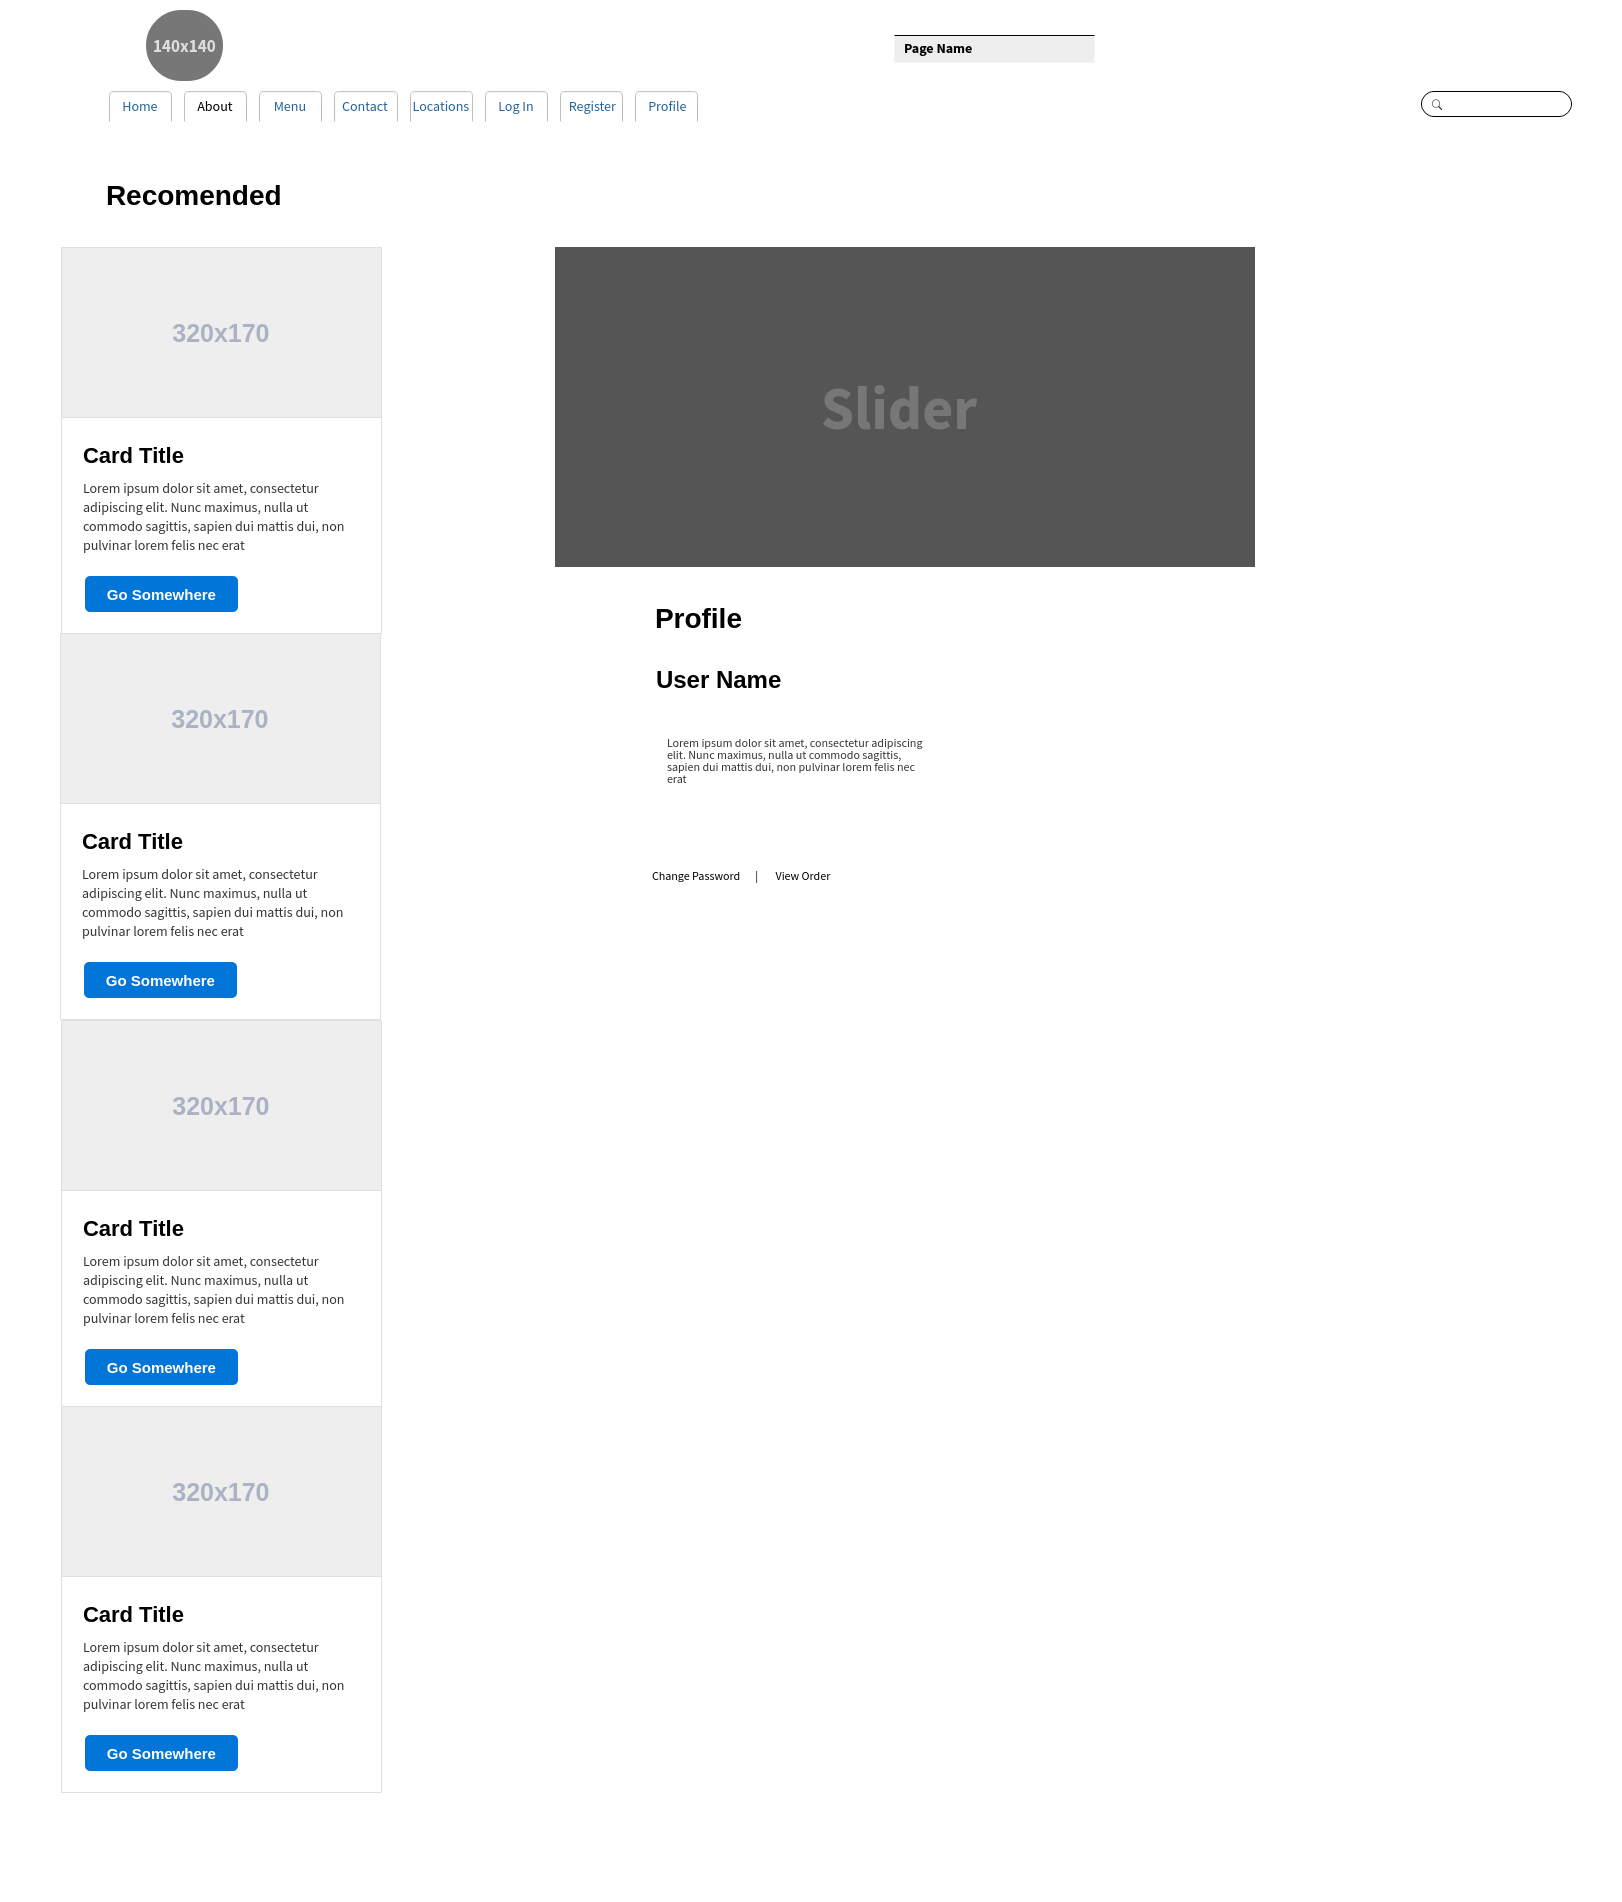 140x140
Page Name
Home
About
Menu
Contact
Locations
Log In
Register
Profile
Recomended
320x170
Card Title
Lorem ipsum dolor sit amet, consectetur
adipiscing elit. Nunc maximus, nulla ut
commodo sagittis, sapien dui mattis dui, non
pulvinar lorem felis nec erat
Go Somewhere
320x170
Card Title
Lorem ipsum dolor sit amet, consectetur
adipiscing elit. Nunc maximus, nulla ut
commodo sagittis, sapien dui mattis dui, non
pulvinar lorem felis nec erat
Go Somewhere
320x170
Card Title
Lorem ipsum dolor sit amet, consectetur
adipiscing elit. Nunc maximus, nulla ut
commodo sagittis, sapien dui mattis dui, non
pulvinar lorem felis nec erat
Go Somewhere
320x170
Card Title
Lorem ipsum dolor sit amet, consectetur
adipiscing elit. Nunc maximus, nulla ut
commodo sagittis, sapien dui mattis dui, non
pulvinar lorem felis nec erat
Go Somewhere
Slider
Profile
User Name
Lorem ipsum dolor sit amet, consectetur adipiscing
elit. Nunc maximus, nulla ut commodo sagittis,
sapien dui mattis dui, non pulvinar lorem felis nec
erat
Change Password | View Order